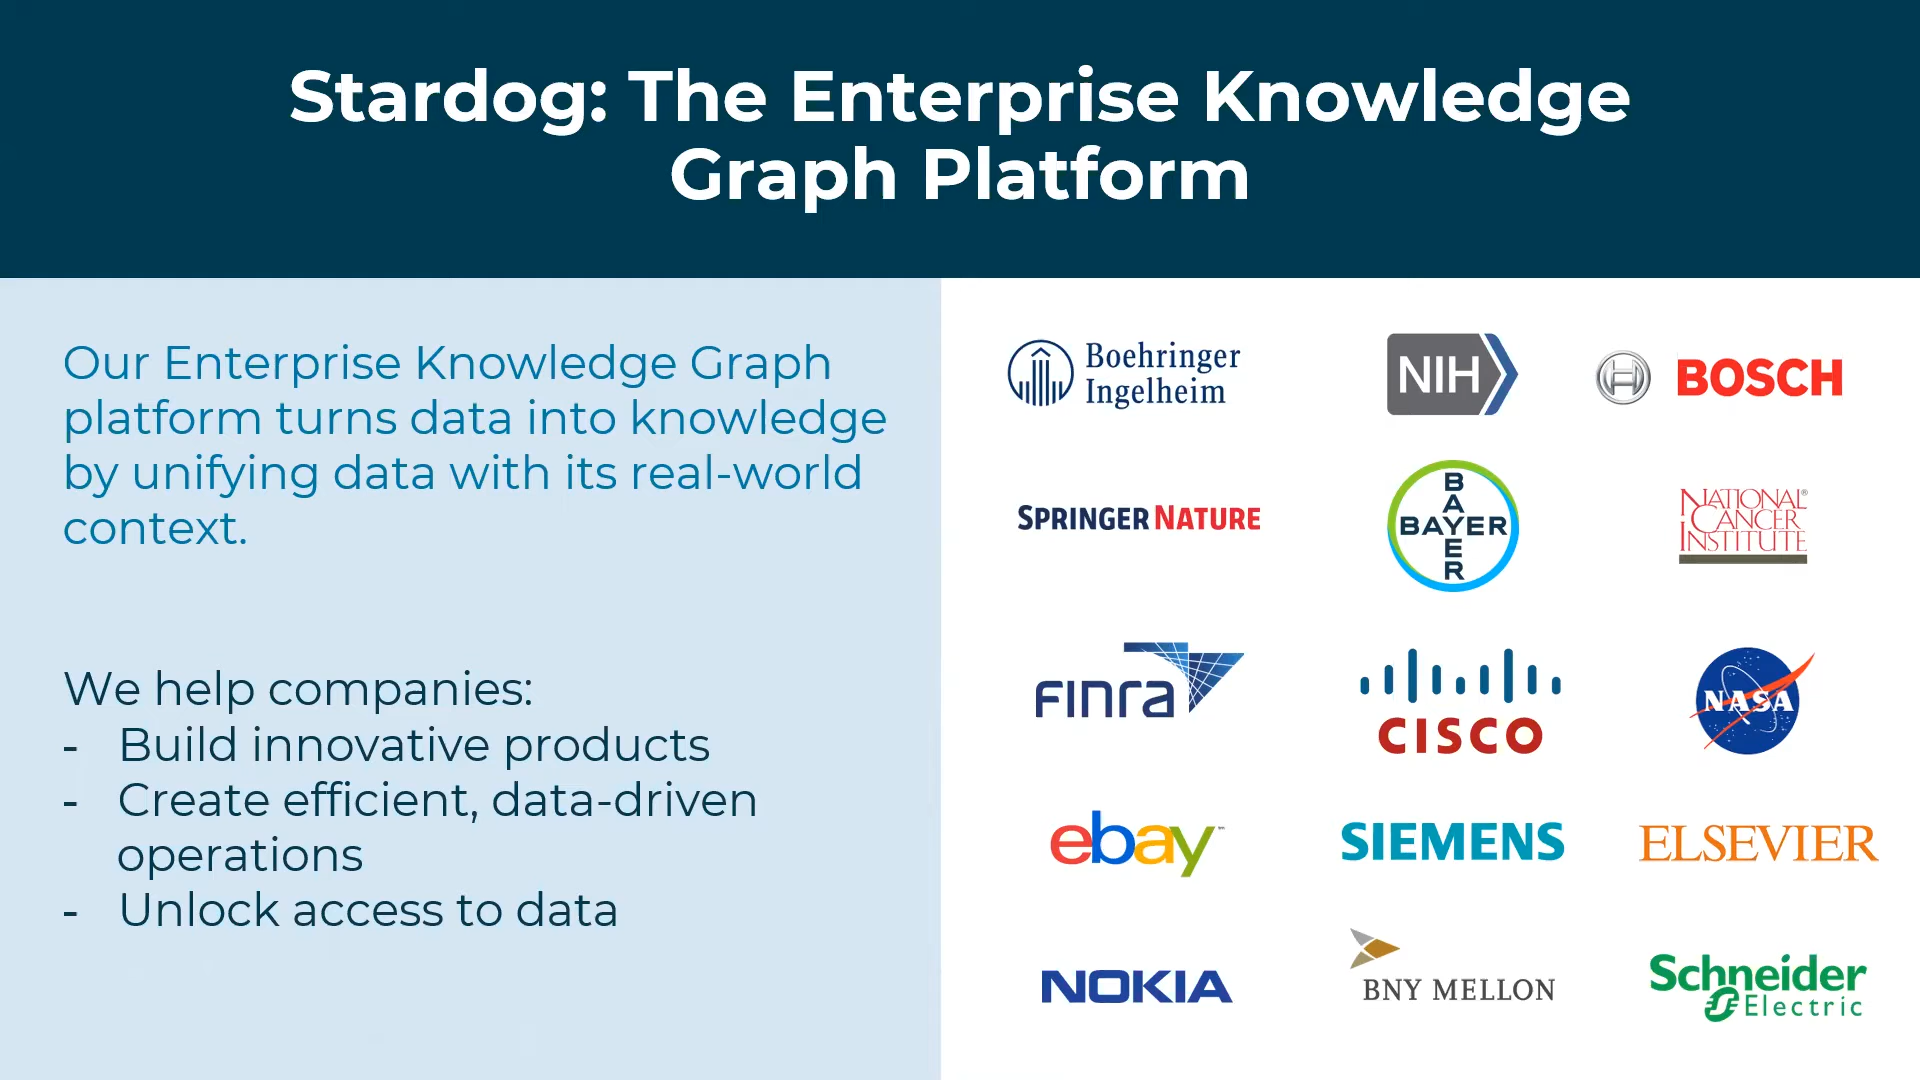 Stardog: The Enterprise Knowledge
Graph Platform
Our Enterprise Knowledge Graph
platform turns data into knowledge
by unifying data with its real-world
context.
We help companies:
- Build innovative products
- Create efficient, data-driven
operations
- Unlock access to data
Boehringer
Ingelheim
NIH
BOSCH
SPRINGER NATURE
BAYER
BAYER
NATIONAL®
CANCER
INSTITUTE
FINRA
CISCO
NASA
ebay™
SIEMENS
ELSEVIER
NOKIA
BNY MELLON
Schneider
Electric